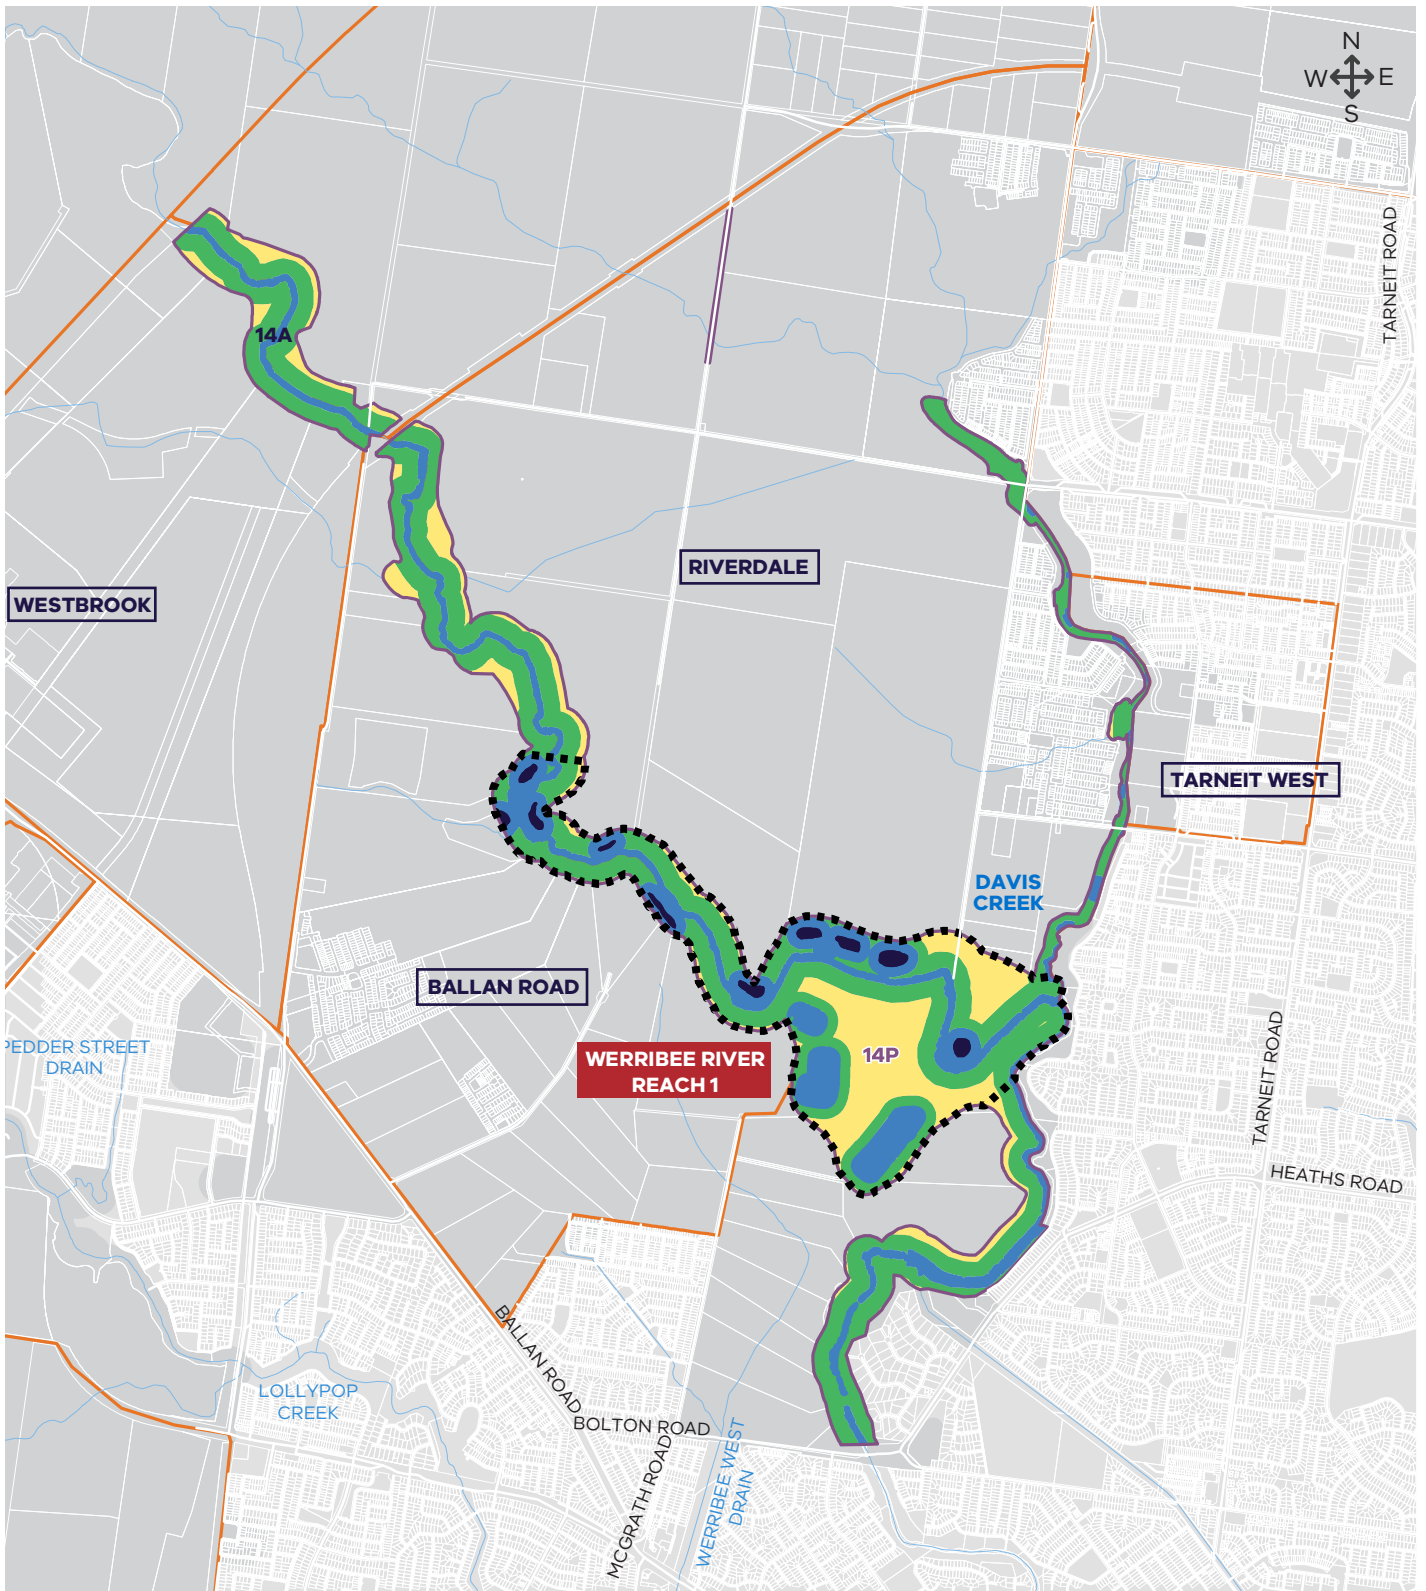 N
W E
S
TARNEIT ROAD
14A
RIVERDALE
WESTBROOK
TARNEIT WEST
DAVIS
CREEK
BALLAN ROAD
PEDDER STREET
DRAIN
WERRIBEE RIVER
REACH 1
14P
TARNEIT ROAD
HEATHS ROAD
BALLAN ROAD
LOLLYPOP
CREEK
BOLTON ROAD
MCGRATH ROAD
WERRIBEE WEST
DRAIN